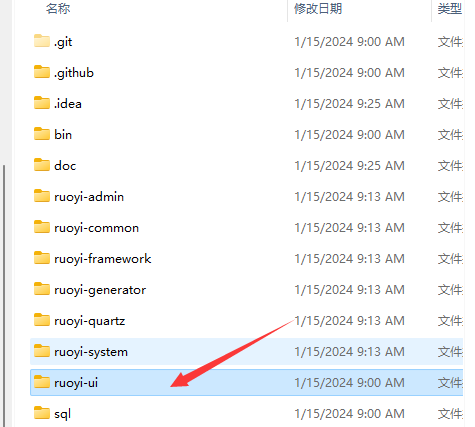 名称 修改日期 类型
.git 1/15/2024 9:00 AM 文件
.github 1/15/2024 9:00 AM 文件
.idea 1/15/2024 9:25 AM 文件
bin 1/15/2024 9:00 AM 文件
doc 1/15/2024 9:25 AM 文件
ruoyi-admin 1/15/2024 9:13 AM 文件
ruoyi-common 1/15/2024 9:13 AM 文件
ruoyi-framework 1/15/2024 9:13 AM 文件
ruoyi-generator 1/15/2024 9:13 AM 文件
ruoyi-quartz 1/15/2024 9:13 AM 文件
ruoyi-system 1/15/2024 9:13 AM 文件
ruoyi-ui 1/15/2024 9:00 AM 文件
sql 1/15/2024 9:00 AM 文件